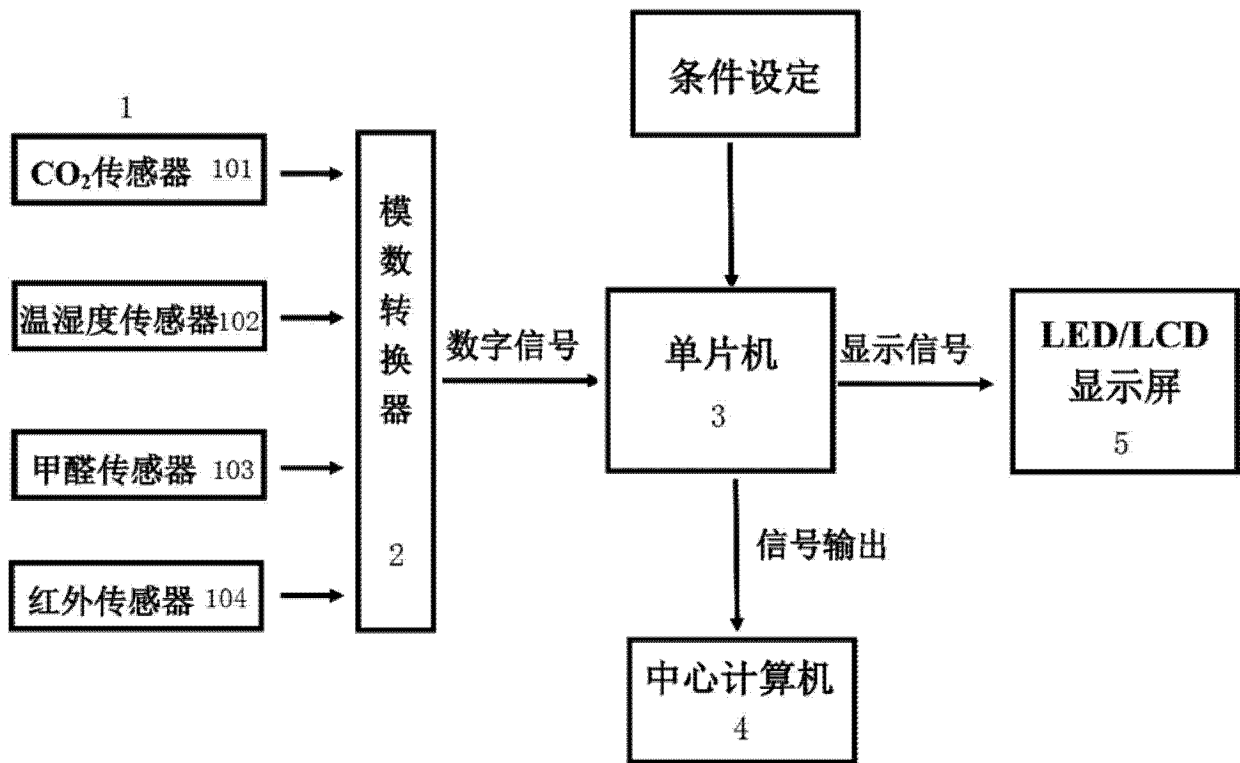 条件设定
1
CO₂传感器 101
温湿度传感器102
甲醛传感器 103
红外传感器 104
模
数
转
换
器
2
数字信号
单片机
3
显示信号
LED/LCD
显示屏
5
信号输出
中心计算机
4